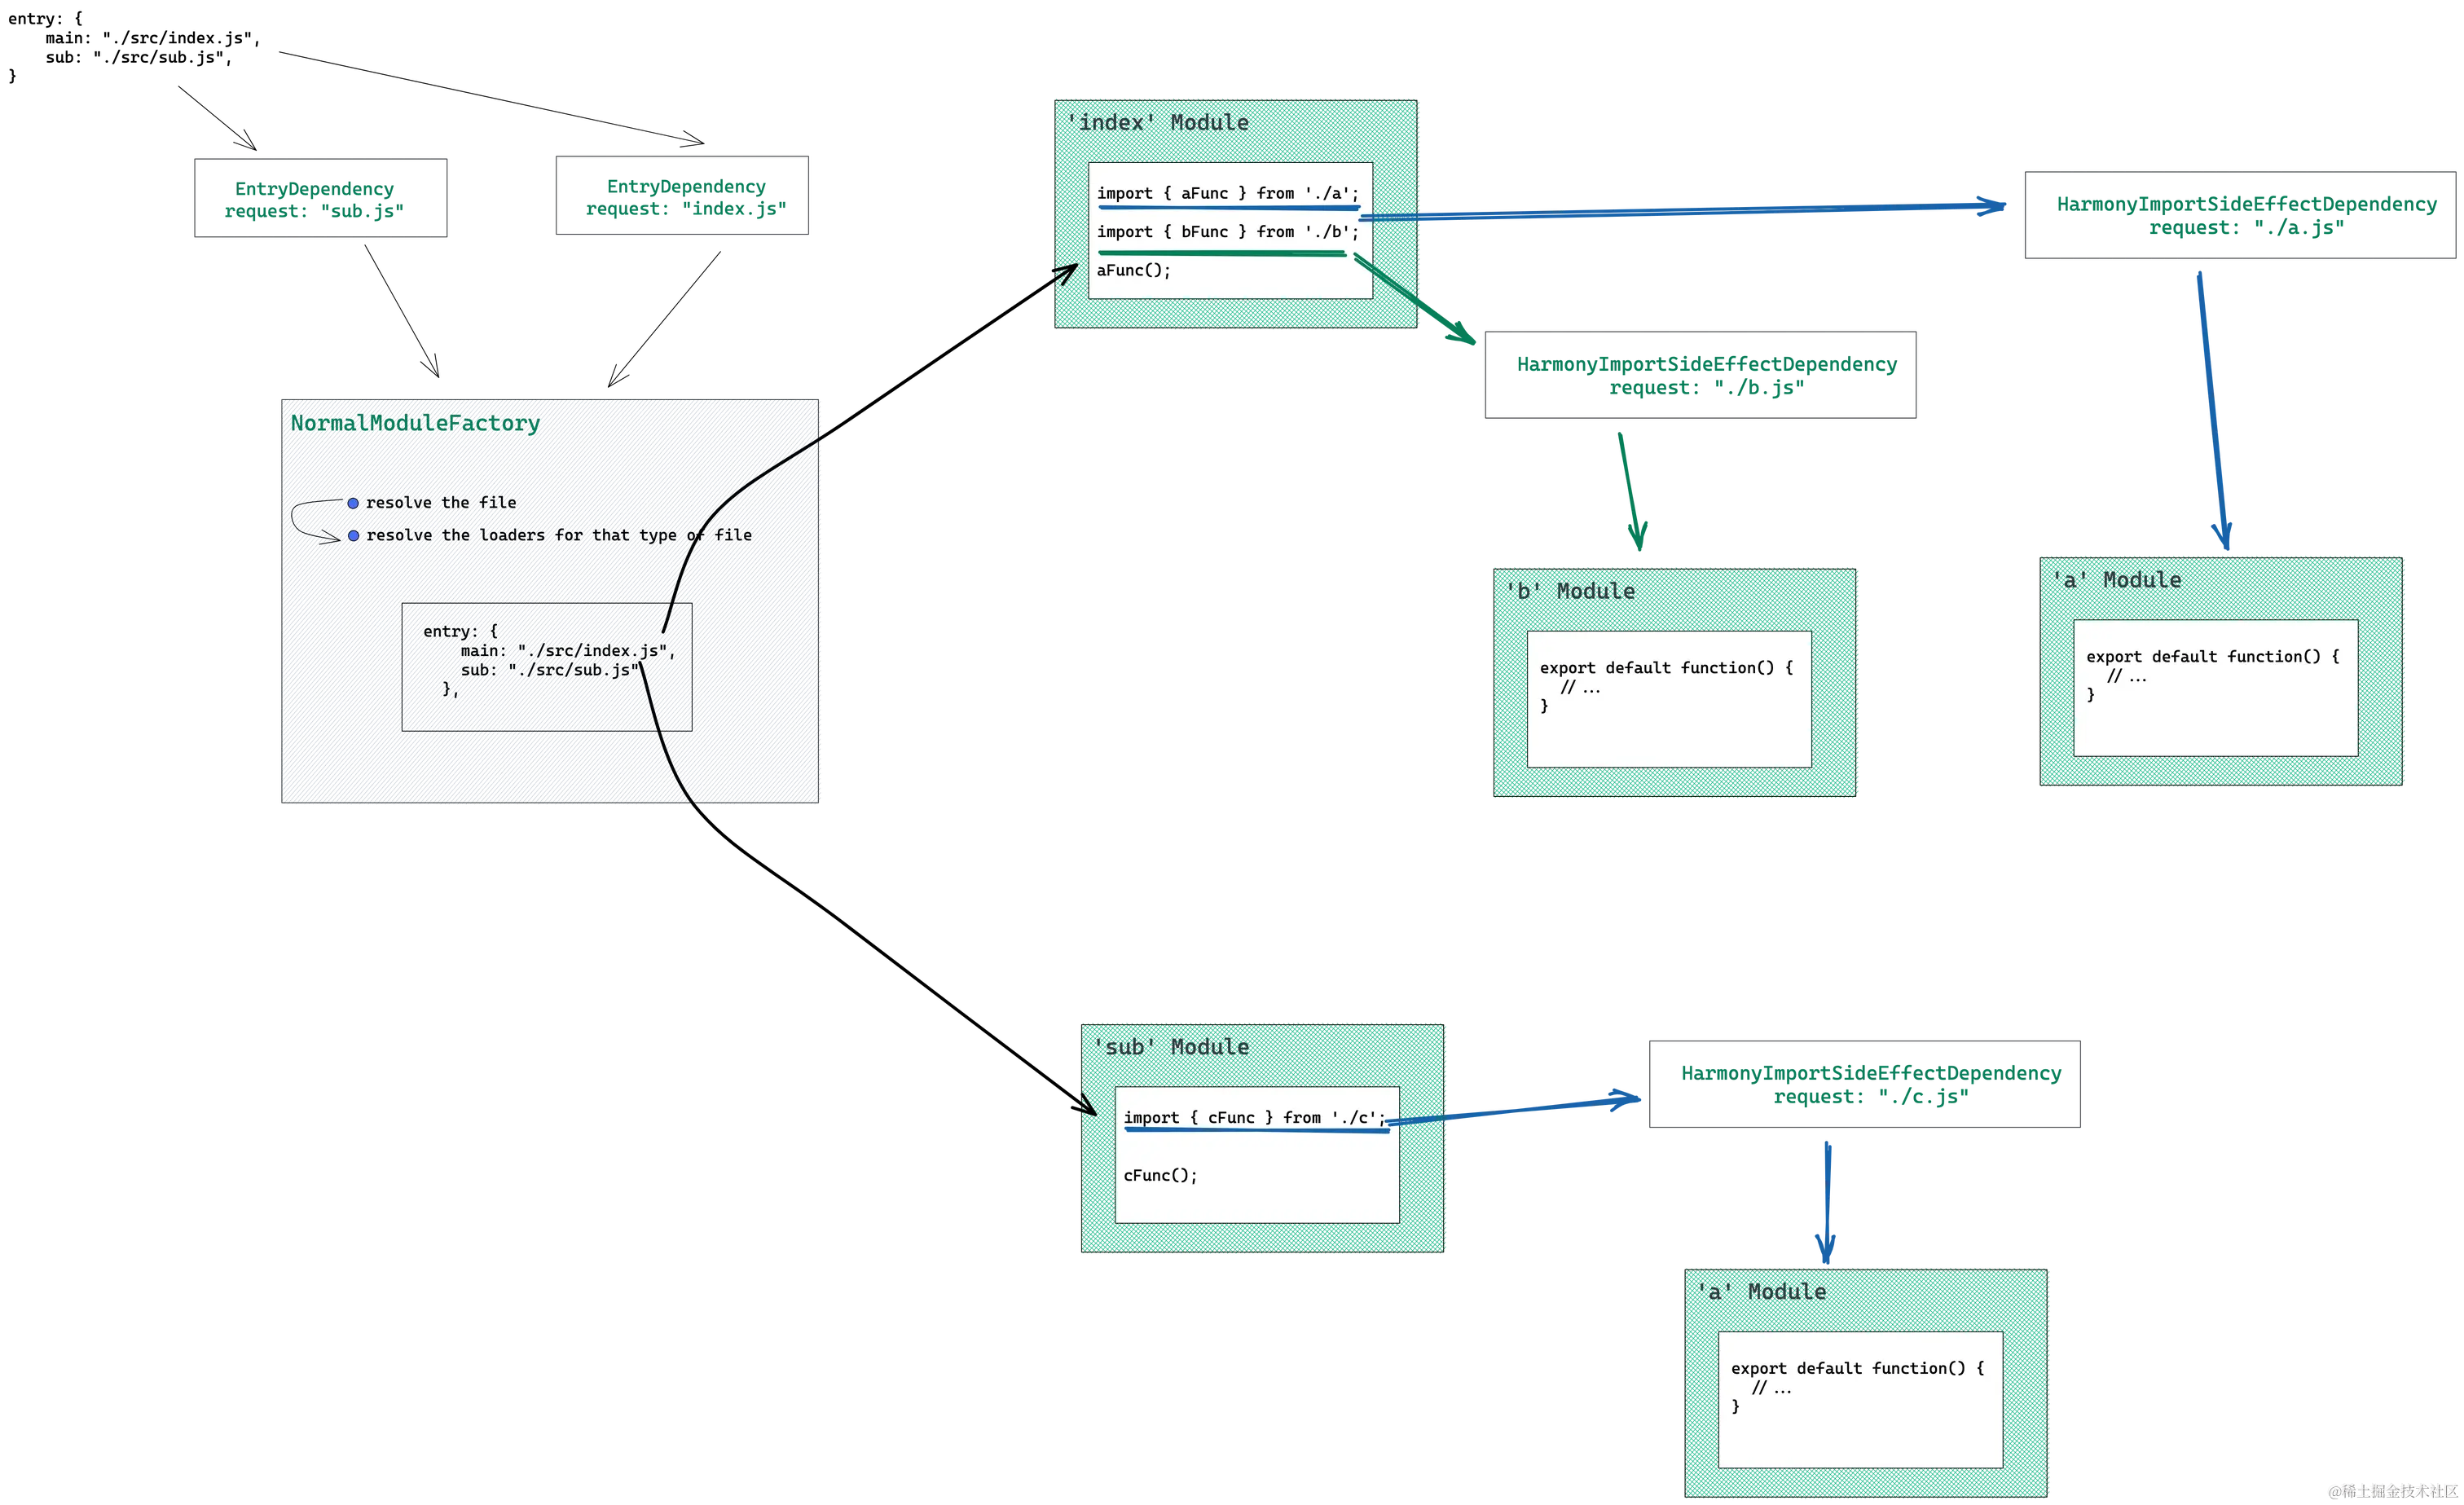 entry: {
main: "./src/index.js",
sub: "./src/sub.js",
}
EntryDependency
request: "sub.js"
EntryDependency
request: "index.js"
NormalModuleFactory
resolve the file
resolve the loaders for that type of file
entry: {
main: "./src/index.js",
sub: "./src/sub.js"
},
'index' Module
import { aFunc } from './a';
import { bFunc } from './b';
aFunc();
HarmonyImportSideEffectDependency
request: "./a.js"
HarmonyImportSideEffectDependency
request: "./b.js"
'b' Module
export default function() {
// ...
}
'a' Module
export default function() {
// ...
}
'sub' Module
import { cFunc } from './c';
cFunc();
HarmonyImportSideEffectDependency
request: "./c.js"
'a' Module
export default function() {
// ...
}
@稀土掘金技术社区